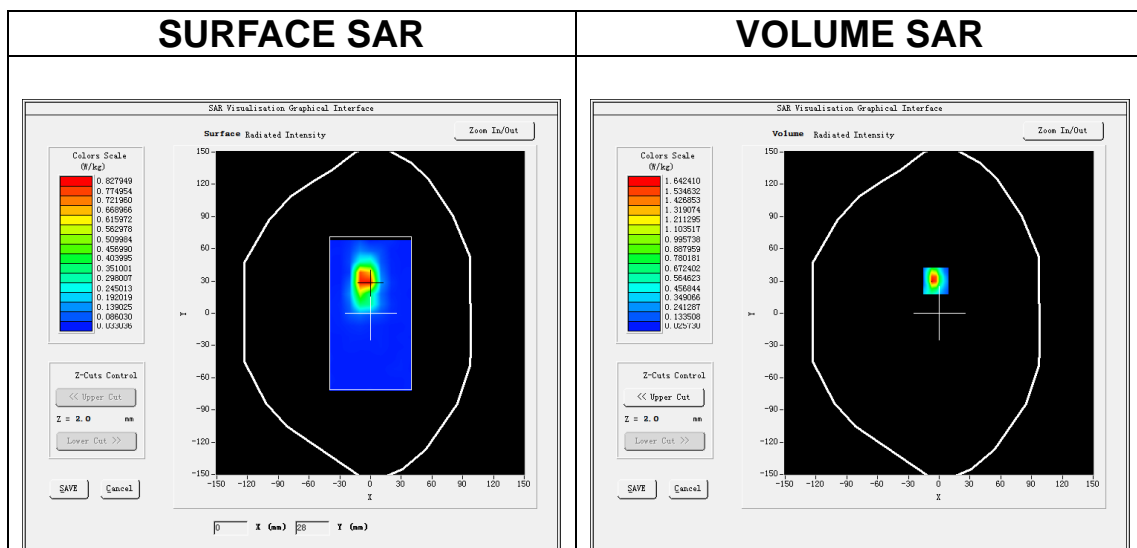 SURFACE SAR
VOLUME SAR
SAR Visualisation Graphical Interface
Surface Radiated Intensity
Zoom In/Out
Colors Scale
(W/kg)
0.827949
0.774954
0.721960
0.668966
0.615972
0.562978
0.509984
0.456990
0.403995
0.351001
0.298007
0.245013
0.192019
0.139025
0.086030
0.033036
Z-Cuts Control
<< Upper Cut
Z = 2.0 mm
Lower Cut >>
SAVE
Cancel
150
120
90
60
30
0
-30
-60
-90
-120
-150
Y
-150 -120 -90 -60 -30 0 30 60 90 120 150
X
0 X (mm) 28 Y (mm)
SAR Visualisation Graphical Interface
Volume Radiated Intensity
Zoom In/Out
Colors Scale
(W/kg)
1.642410
1.534632
1.426853
1.319074
1.211295
1.103517
0.995738
0.887959
0.780181
0.672402
0.564623
0.456844
0.349066
0.241287
0.133508
0.025730
Z-Cuts Control
<< Upper Cut
Z = 2.0 mm
Lower Cut >>
SAVE
Cancel
150
120
90
60
30
0
-30
-60
-90
-120
-150
Y
-150 -120 -90 -60 -30 0 30 60 90 120 150
X